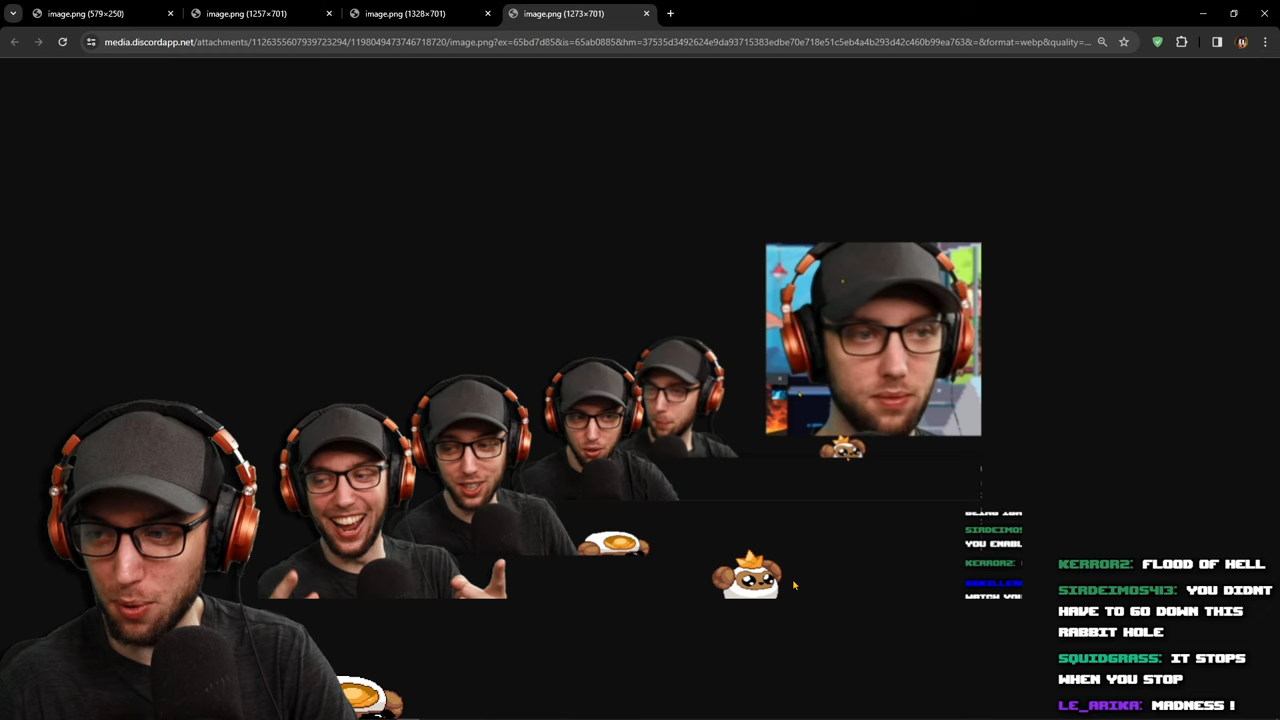 image.png (579×250)
image.png (1257×701)
image.png (1328×701)
image.png (1273×701)
media.discordapp.net/attachments/1126355607939723294/1198049473746718720/image.png?ex=65bd7d85&is=65ab0885&hm=37535d3492624e9da93715383edbe70e718e51c5eb4a4b293d42c460b99ea763&=&format=webp&quality=...
SIRDEIMOS
YOU ENABL
KERROR2:
KERROR2: FLOOD OF HELL
SIRDEIMOS413: YOU DIDNT
HAVE TO GO DOWN THIS
RABBIT HOLE
SQUIDGRASS: IT STOPS
WHEN YOU STOP
LE_ARIKA: MADNESS !